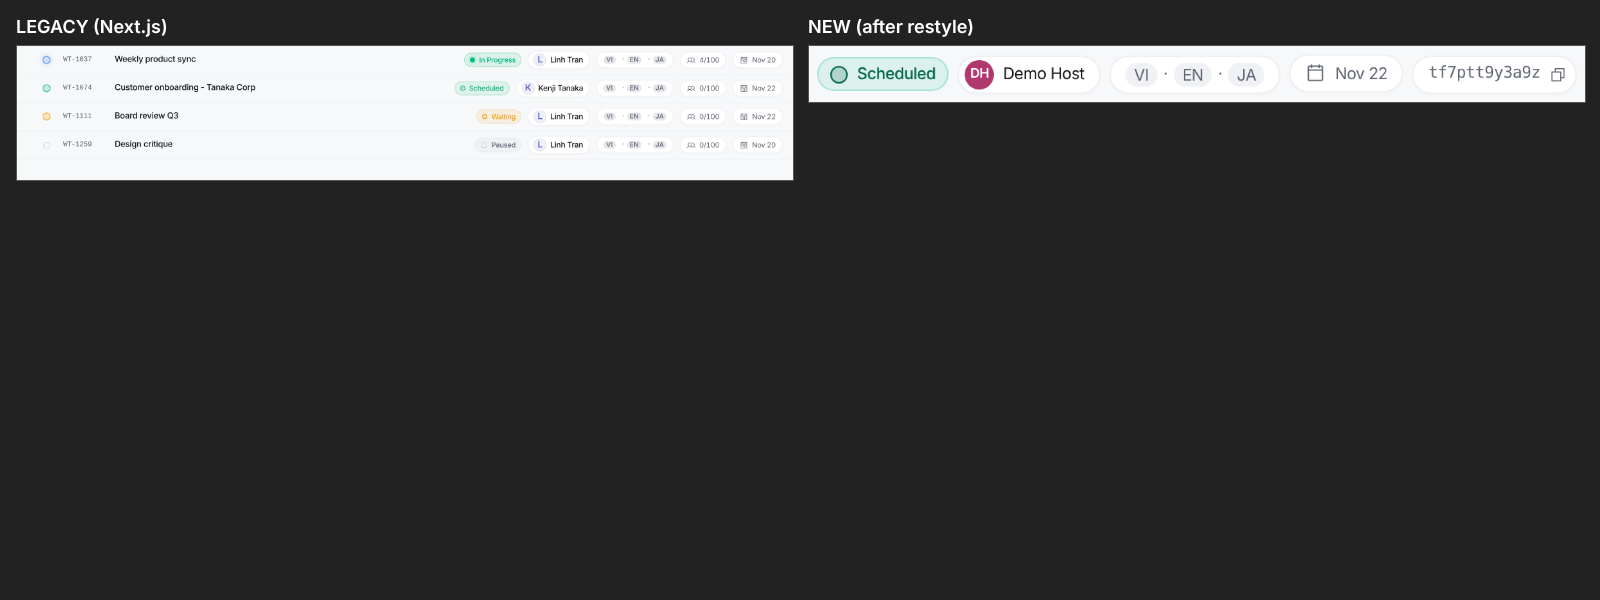 LEGACY (Next.js)
WT-1037 Weekly product sync In Progress L Linh Tran VI · EN · JA 4/100 Nov 20
WT-1074 Customer onboarding - Tanaka Corp Scheduled K Kenji Tanaka VI · EN · JA 0/100 Nov 22
WT-1111 Board review Q3 Waiting L Linh Tran VI · EN · JA 0/100 Nov 22
WT-1259 Design critique Paused L Linh Tran VI · EN · JA 0/100 Nov 20
NEW (after restyle)
Scheduled DH Demo Host VI · EN · JA Nov 22 tf7ptt9y3a9z